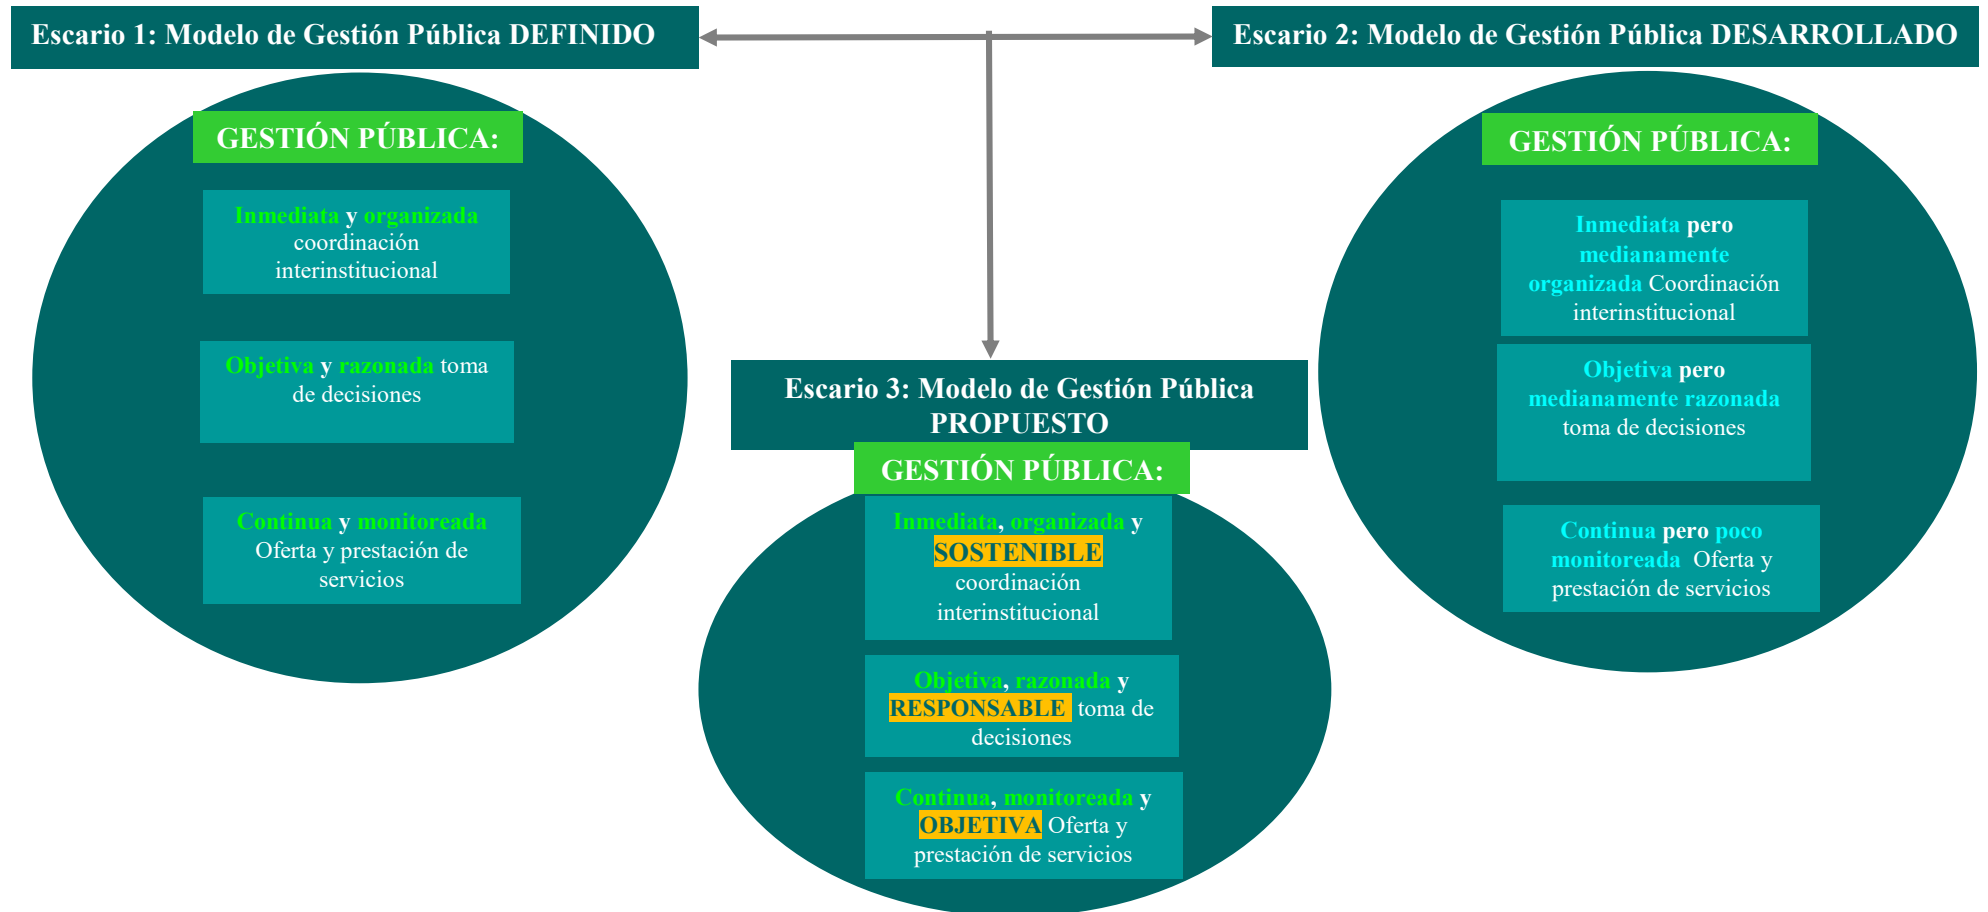 Escario 1: Modelo de Gestión Pública DEFINIDO
GESTIÓN PÚBLICA:
Inmediata y organizada
coordinación
interinstitucional
Objetiva y razonada toma
de decisiones
Continua y monitoreada
Oferta y prestación de
servicios
Escario 2: Modelo de Gestión Pública DESARROLLADO
GESTIÓN PÚBLICA:
Inmediata pero
medianamente
organizada Coordinación
interinstitucional
Objetiva pero
medianamente razonada
toma de decisiones
Continua pero poco
monitoreada Oferta y
prestación de servicios
Escario 3: Modelo de Gestión Pública
PROPUESTO
GESTIÓN PÚBLICA:
Inmediata, organizada y
SOSTENIBLE
coordinación
interinstitucional
Objetiva, razonada y
RESPONSABLE toma de
decisiones
Continua, monitoreada y
OBJETIVA Oferta y
prestación de servicios